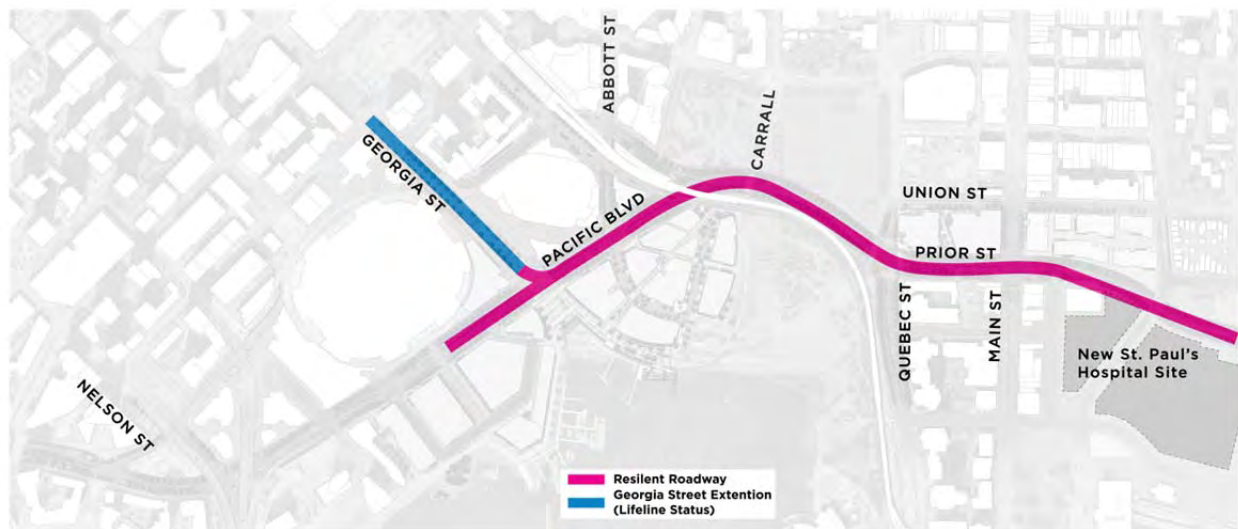 ABBOTT ST
CARRALL
GEORGIA ST
UNION ST
PACIFIC BLVD
PRIOR ST
QUEBEC ST
MAIN ST
New St. Paul's
Hospital Site
NELSON ST
Resilent Roadway
Georgia Street Extention
(Lifeline Status)